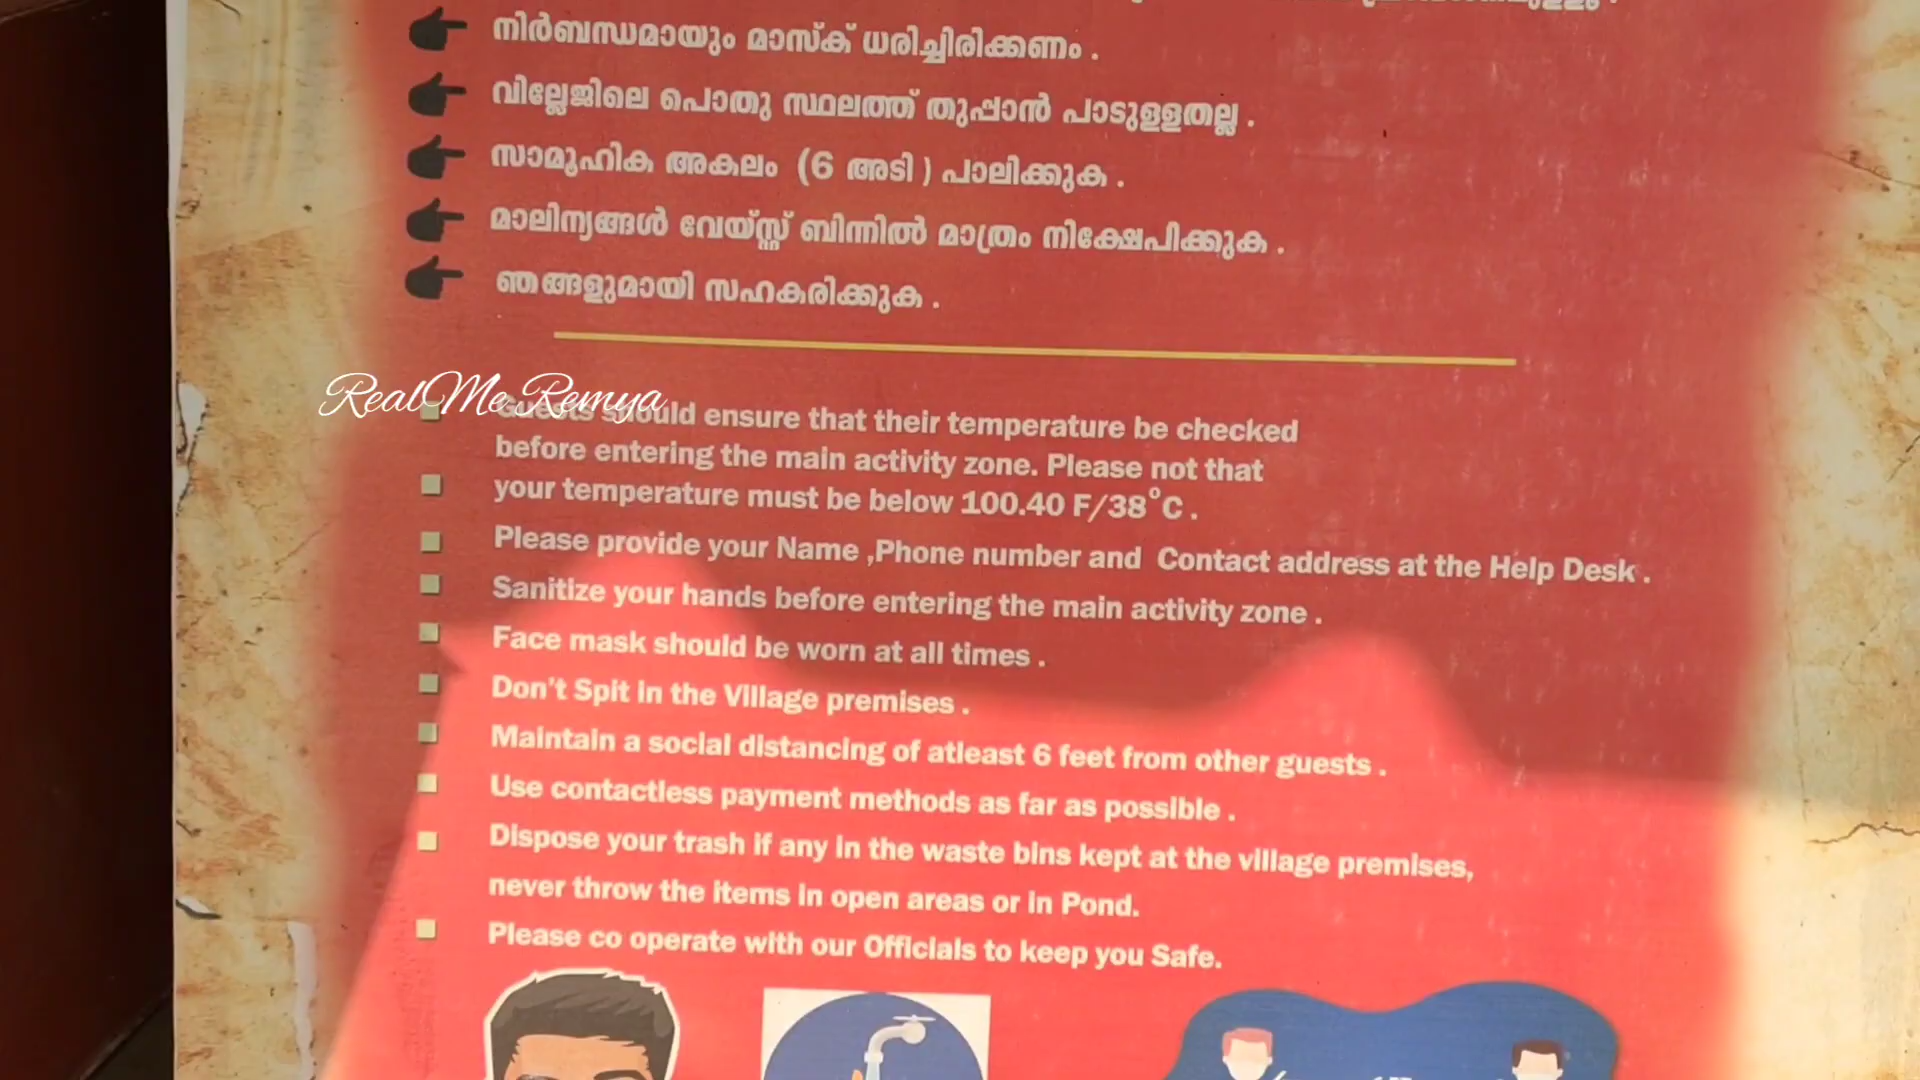 നിർബന്ധമായും മാസ്ക് ധരിച്ചിരിക്കണം .
വില്ലേജിലെ പൊതു സ്ഥലത്ത് തുപ്പാൻ പാടുള്ളതല്ല .
സാമൂഹിക അകലം (6 അടി ) പാലിക്കുക .
മാലിന്യങ്ങൾ വേയ്സ്റ്റ് ബിന്നിൽ മാത്രം നിക്ഷേപിക്കുക .
ഞങ്ങളുമായി സഹകരിക്കുക .
RealMe Remya
Guests should ensure that their temperature be checked
before entering the main activity zone. Please not that
your temperature must be below 100.40 F/38°C .
Please provide your Name ,Phone number and Contact address at the Help Desk .
Sanitize your hands before entering the main activity zone .
Face mask should be worn at all times .
Don't Spit in the Village premises .
Maintain a social distancing of atleast 6 feet from other guests .
Use contactless payment methods as far as possible .
Dispose your trash if any in the waste bins kept at the village premises,
never throw the items in open areas or in Pond.
Please co operate with our Officials to keep you Safe.